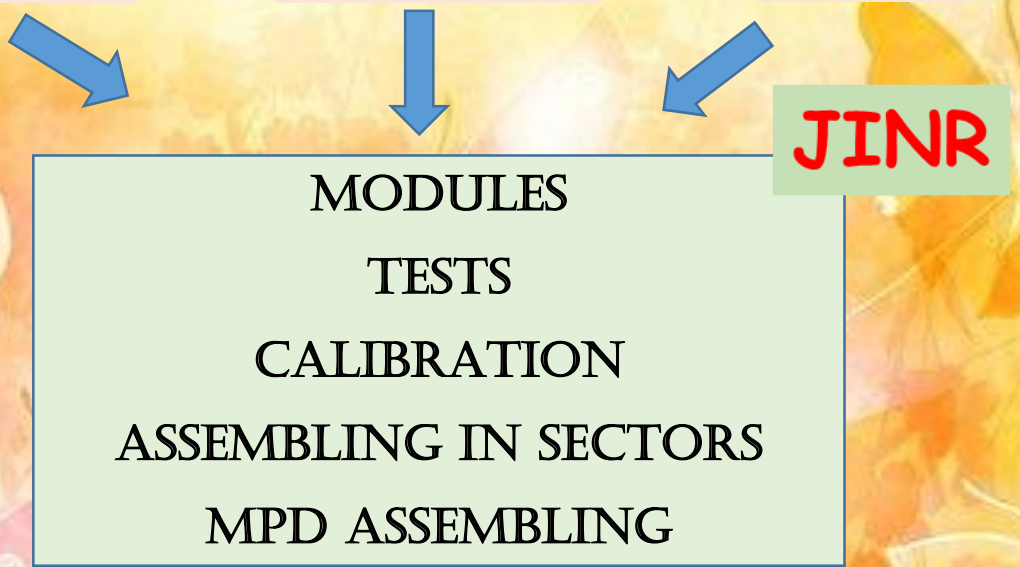 JINR
MODULES
TESTS
CALIBRATION
ASSEMBLING IN SECTORS
MPD ASSEMBLING